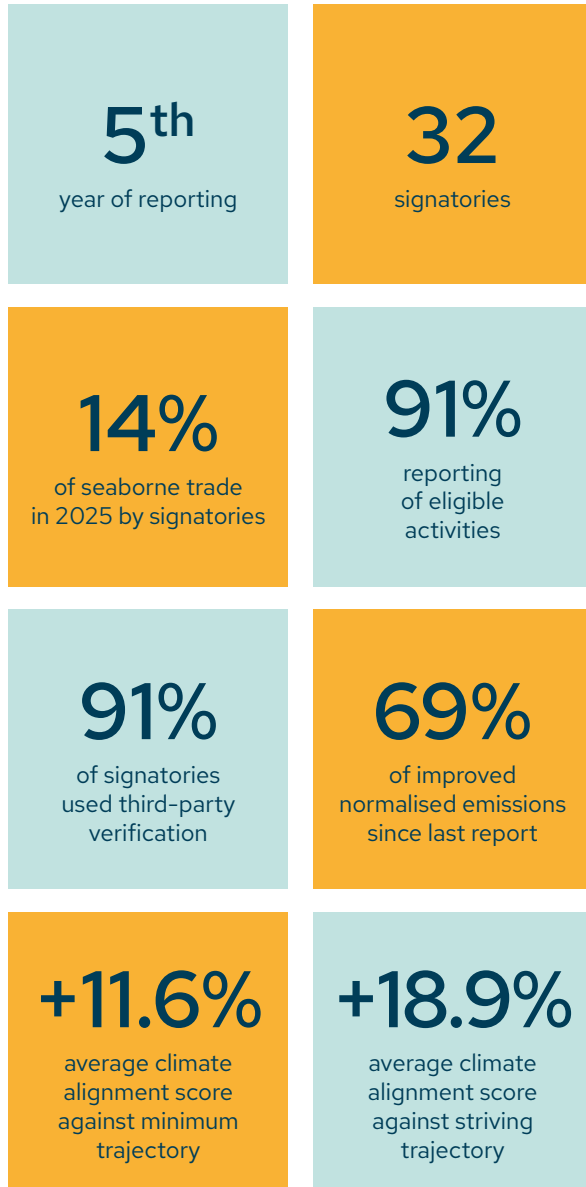 5th
year of reporting
32
signatories
14%
of seaborne trade
in 2025 by signatories
91%
reporting
of eligible
activities
91%
of signatories
used third-party
verification
69%
of improved
normalised emissions
since last report
+11.6%
average climate
alignment score
against minimum
trajectory
+18.9%
average climate
alignment score
against striving
trajectory